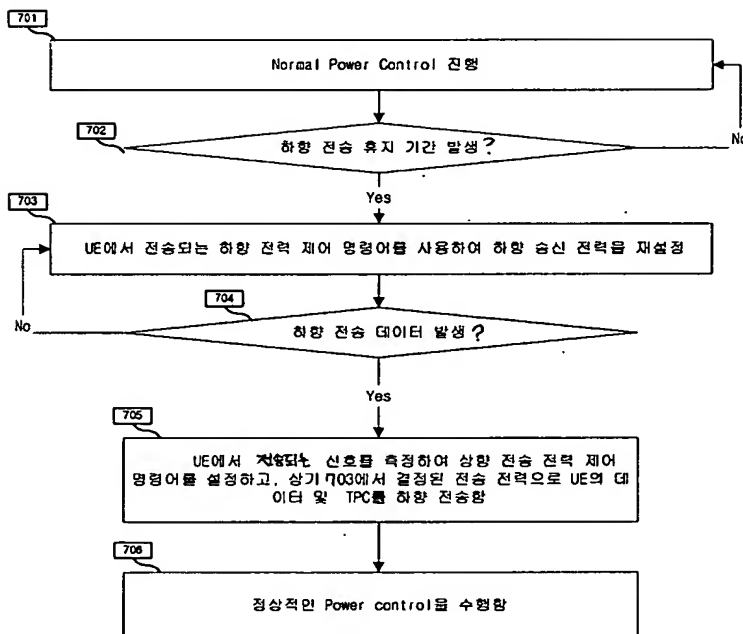 701
Normal Power Control 진행
702
하향 전송 휴지 기간 발생?
No
Yes
703
UE에서 전송되는 하향 전력 제어 명령어를 사용하여 하향 송신 전력을 재설정
704
No
하향 전송 데이터 발생?
Yes
705
UE에서 전송되는 신호를 측정하여 상향 전송 전력 제어
명령어를 설정하고, 상기 703에서 결정된 전송 전력으로 UE의 데
이터 및 TPC를 하향 전송함
706
정상적인 Power control을 수행함